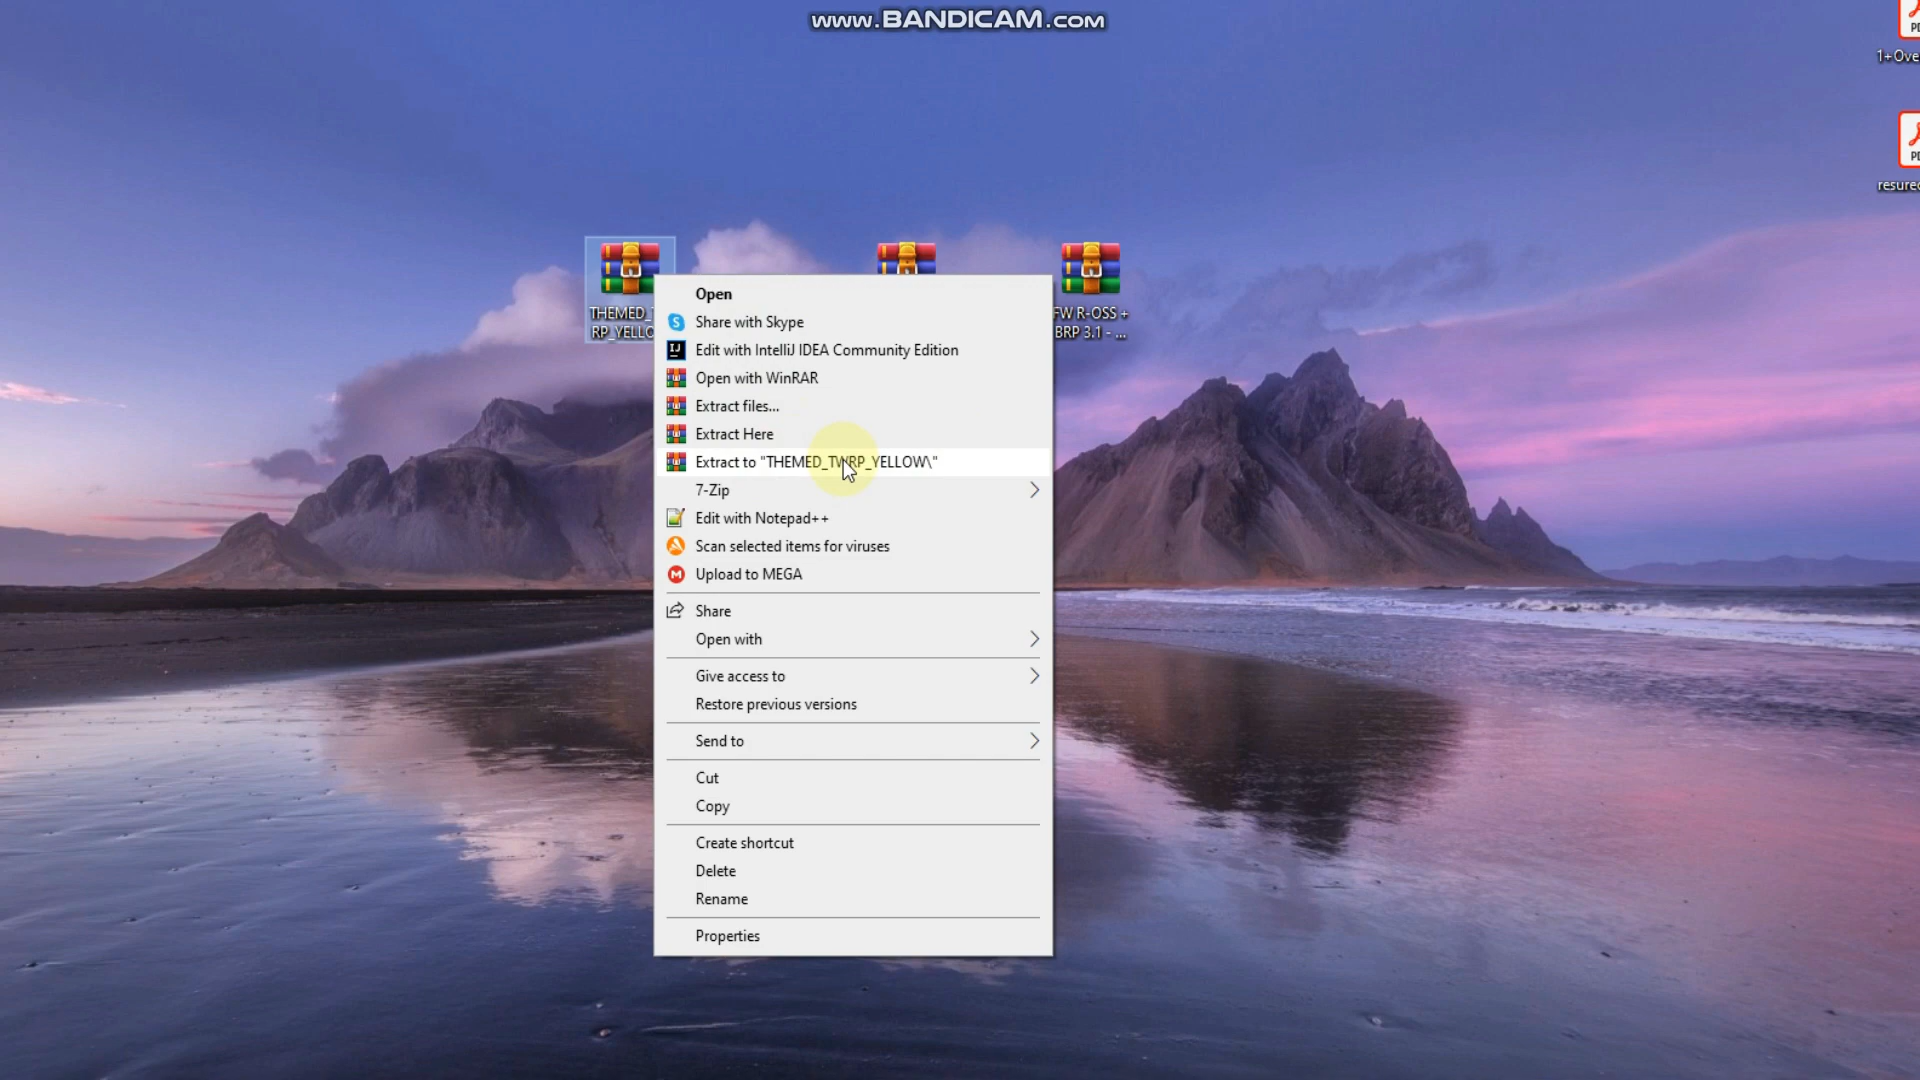 www.BANDICAM.com
1+Ove
resurec
THEMED_T
RP_YELLO
FW R-OSS +
BRP 3.1 - ...
Open
Share with Skype
Edit with IntelliJ IDEA Community Edition
Open with WinRAR
Extract files...
Extract Here
Extract to "THEMED_TWRP_YELLOW\"
7-Zip
Edit with Notepad++
Scan selected items for viruses
Upload to MEGA
Share
Open with
Give access to
Restore previous versions
Send to
Cut
Copy
Create shortcut
Delete
Rename
Properties